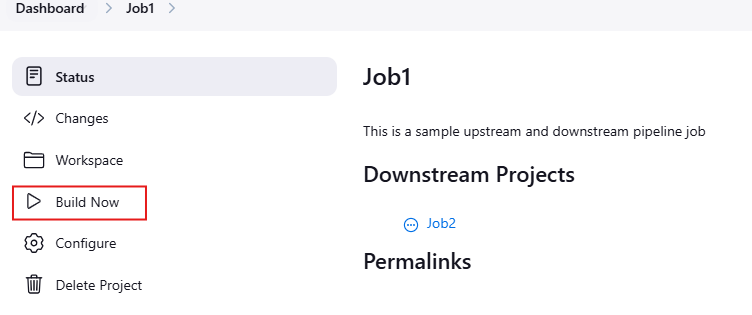 Dashboard > Job1 >
Status
Changes
Workspace
Build Now
Configure
Delete Project
Job1
This is a sample upstream and downstream pipeline job
Downstream Projects
Job2
Permalinks